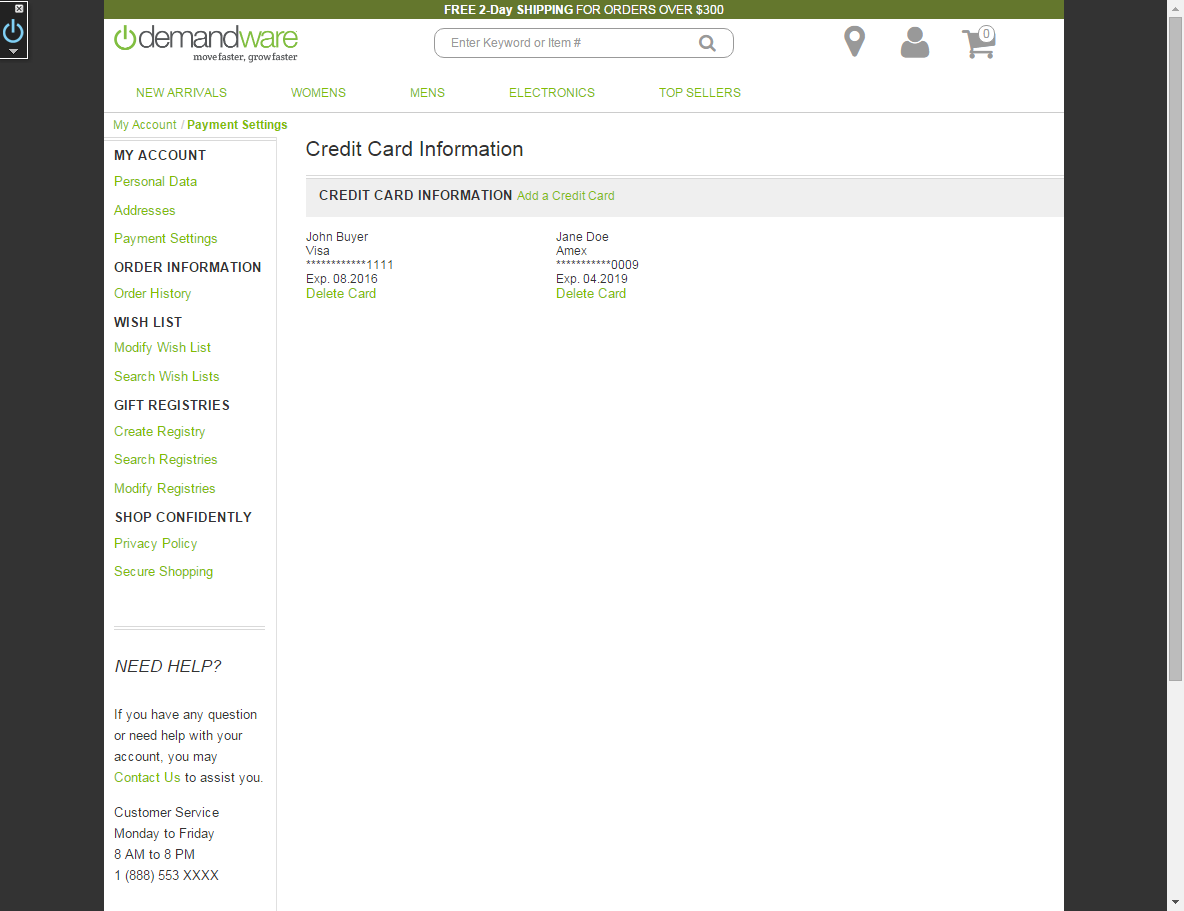 FREE 2-Day SHIPPING FOR ORDERS OVER $300
demandware
move faster, grow faster
Enter Keyword or Item #
0
NEW ARRIVALS WOMENS MENS ELECTRONICS TOP SELLERS
My Account / Payment Settings
MY ACCOUNT
Personal Data
Addresses
Payment Settings
ORDER INFORMATION
Order History
WISH LIST
Modify Wish List
Search Wish Lists
GIFT REGISTRIES
Create Registry
Search Registries
Modify Registries
SHOP CONFIDENTLY
Privacy Policy
Secure Shopping
NEED HELP?
If you have any question
or need help with your
account, you may
Contact Us to assist you.
Customer Service
Monday to Friday
8 AM to 8 PM
1 (888) 553 XXXX
Credit Card Information
CREDIT CARD INFORMATION Add a Credit Card
John Buyer
Visa
************1111
Exp. 08.2016
Delete Card
Jane Doe
Amex
***********0009
Exp. 04.2019
Delete Card